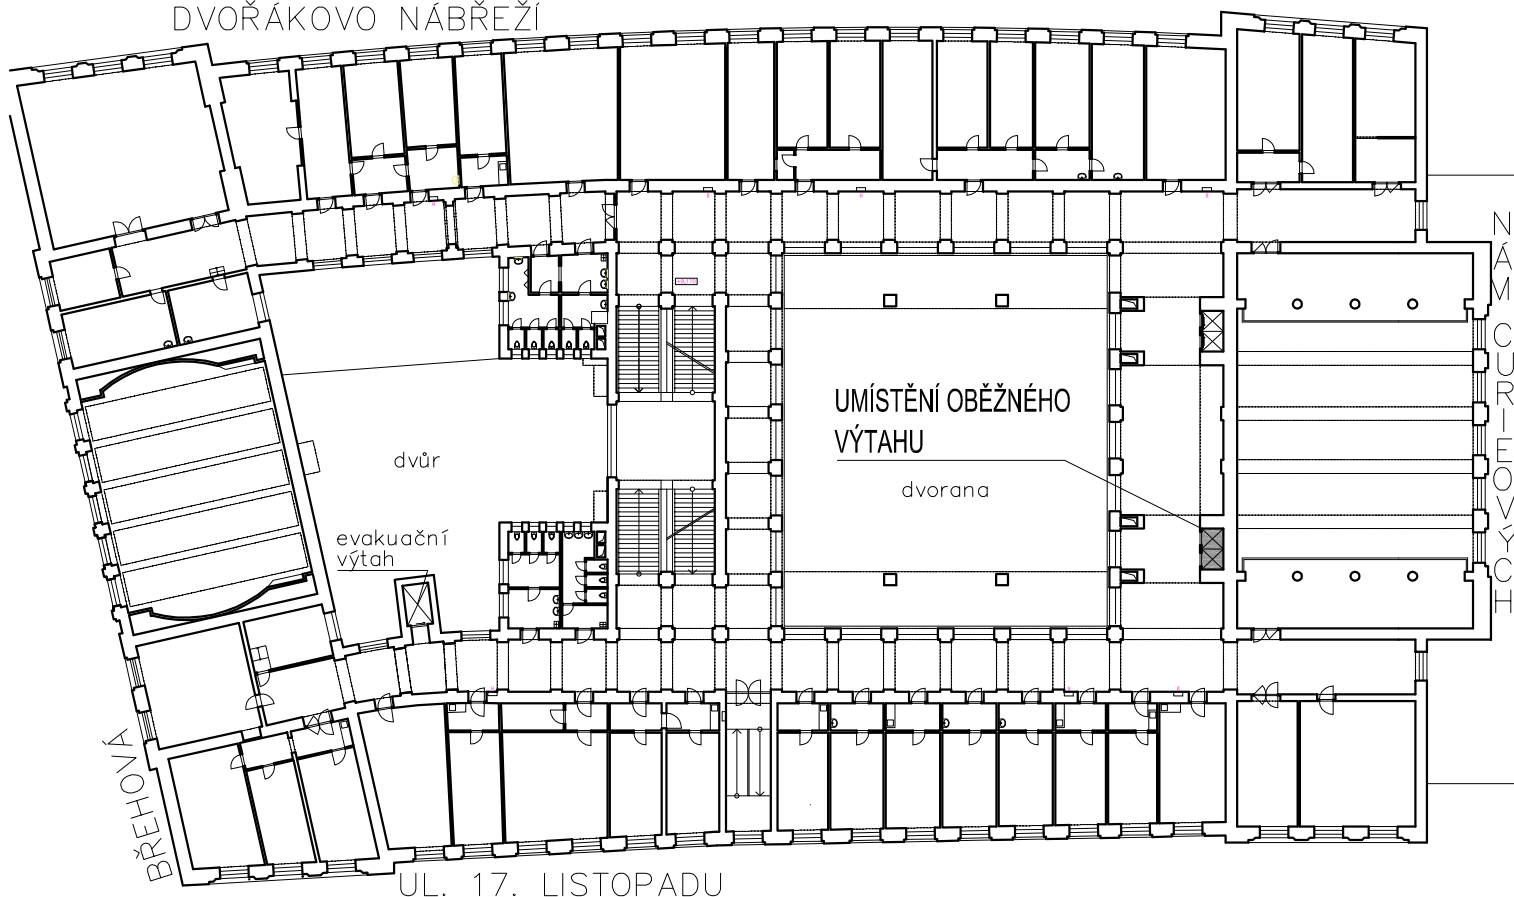 DVOŘÁKOVO NÁBŘEŽÍ
NÁM CURIEOVÝCH
UMÍSTĚNÍ OBĚŽNÉHO
VÝTAHU
dvůr
dvorana
evakuační
výtah
BŘEHOVÁ
UL. 17. LISTOPADU